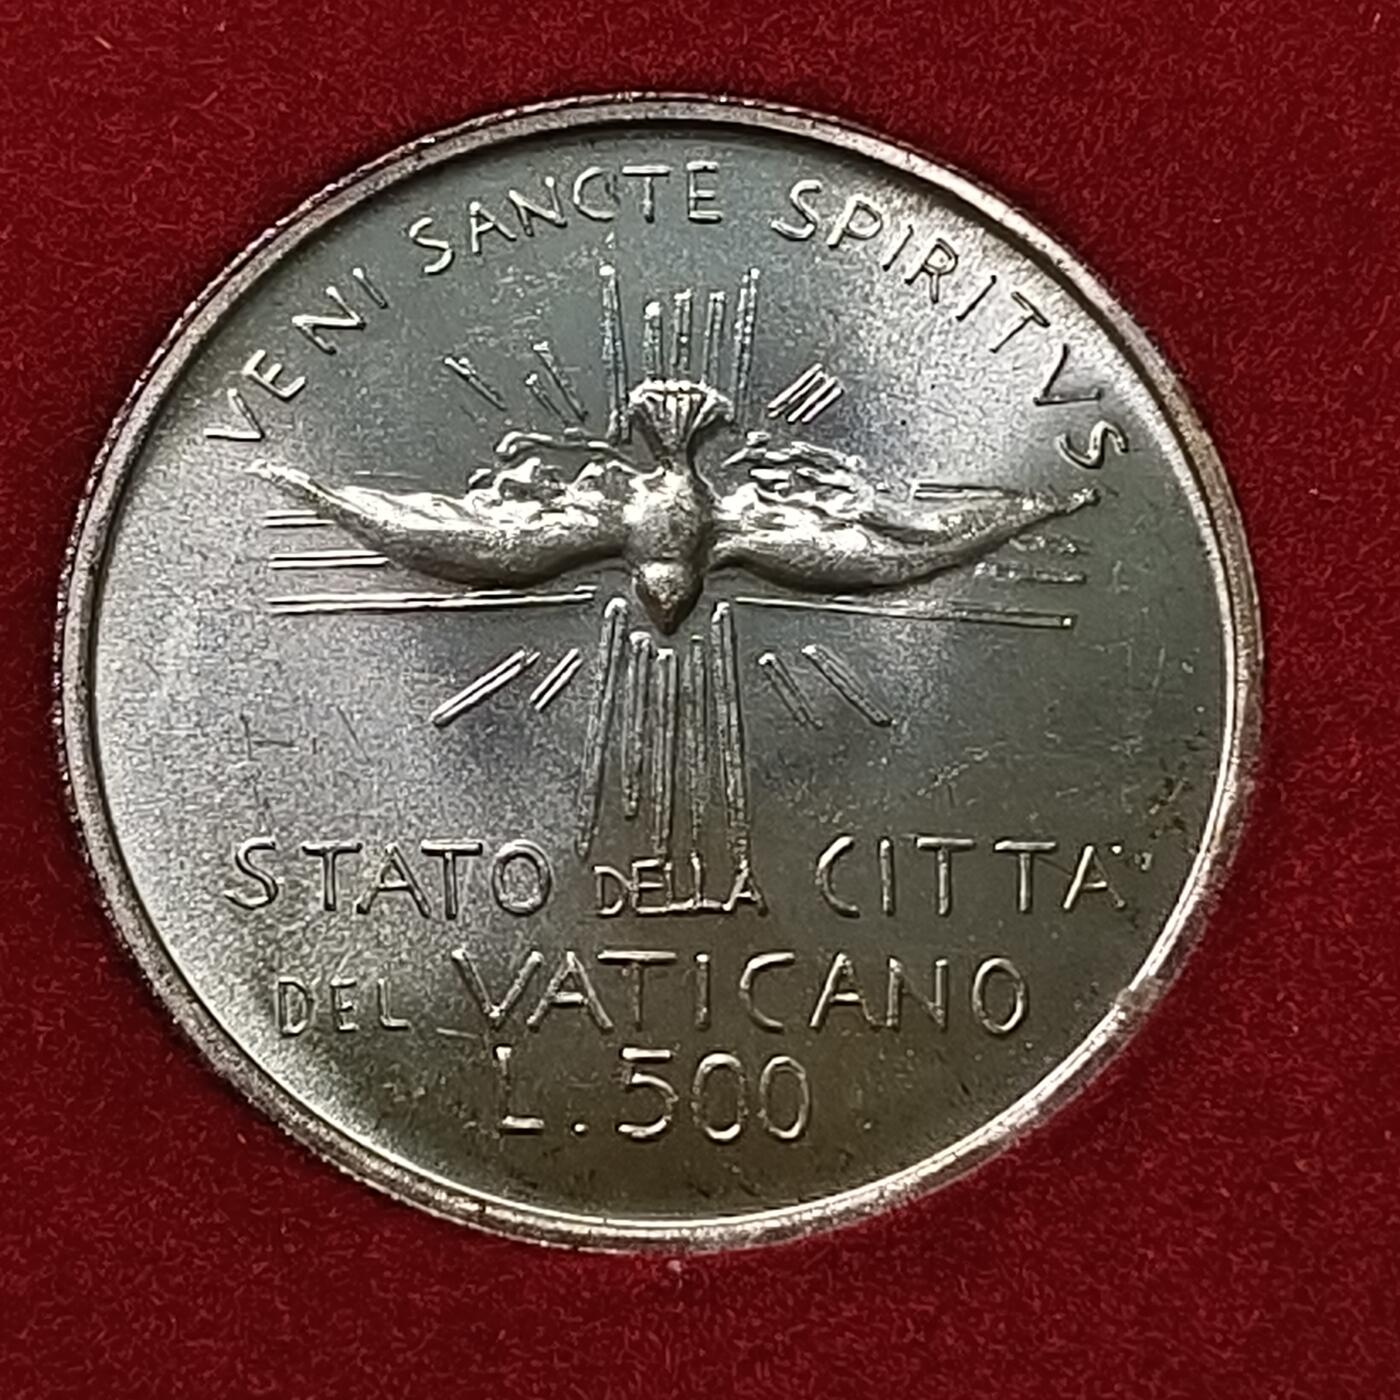 VENI SANCTE SPIRITVS
STATO DELLA CITTA'
DEL VATICANO
L.500